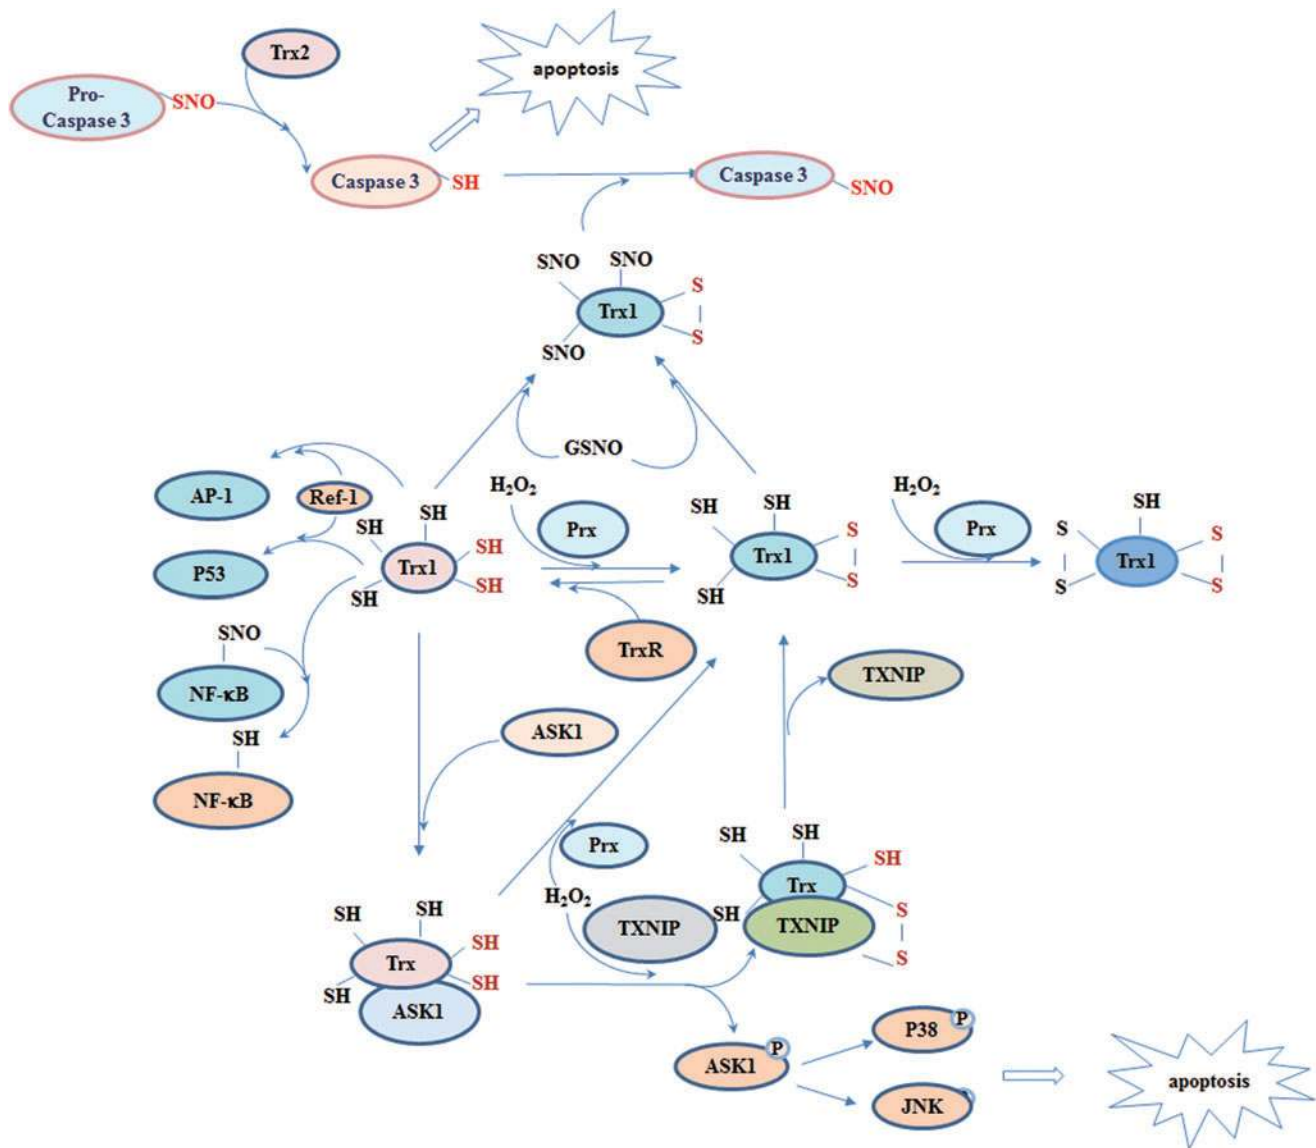 Trx2
apoptosis
Pro-
Caspase 3
SNO
Caspase 3
SH
Caspase 3
SNO
SNO
SNO
S
Trx1
S
SNO
GSNO
AP-1
Ref-1
SH
SH
H2O2
Prx
SH
SH
H2O2
Prx
SH
S
S
S
SH
Trx1
SH
SH
P53
Trx1
S
SH
Trx1
S
S
SNO
NF-κB
TrxR
TXNIP
SH
ASK1
NF-κB
Prx
SH
SH
SH
H2O2
Trx
SH
SH
SH
TXNIP
SH
TXNIP
S
Trx
SH
SH
S
ASK1
P38
P
ASK1
P
JNK
apoptosis